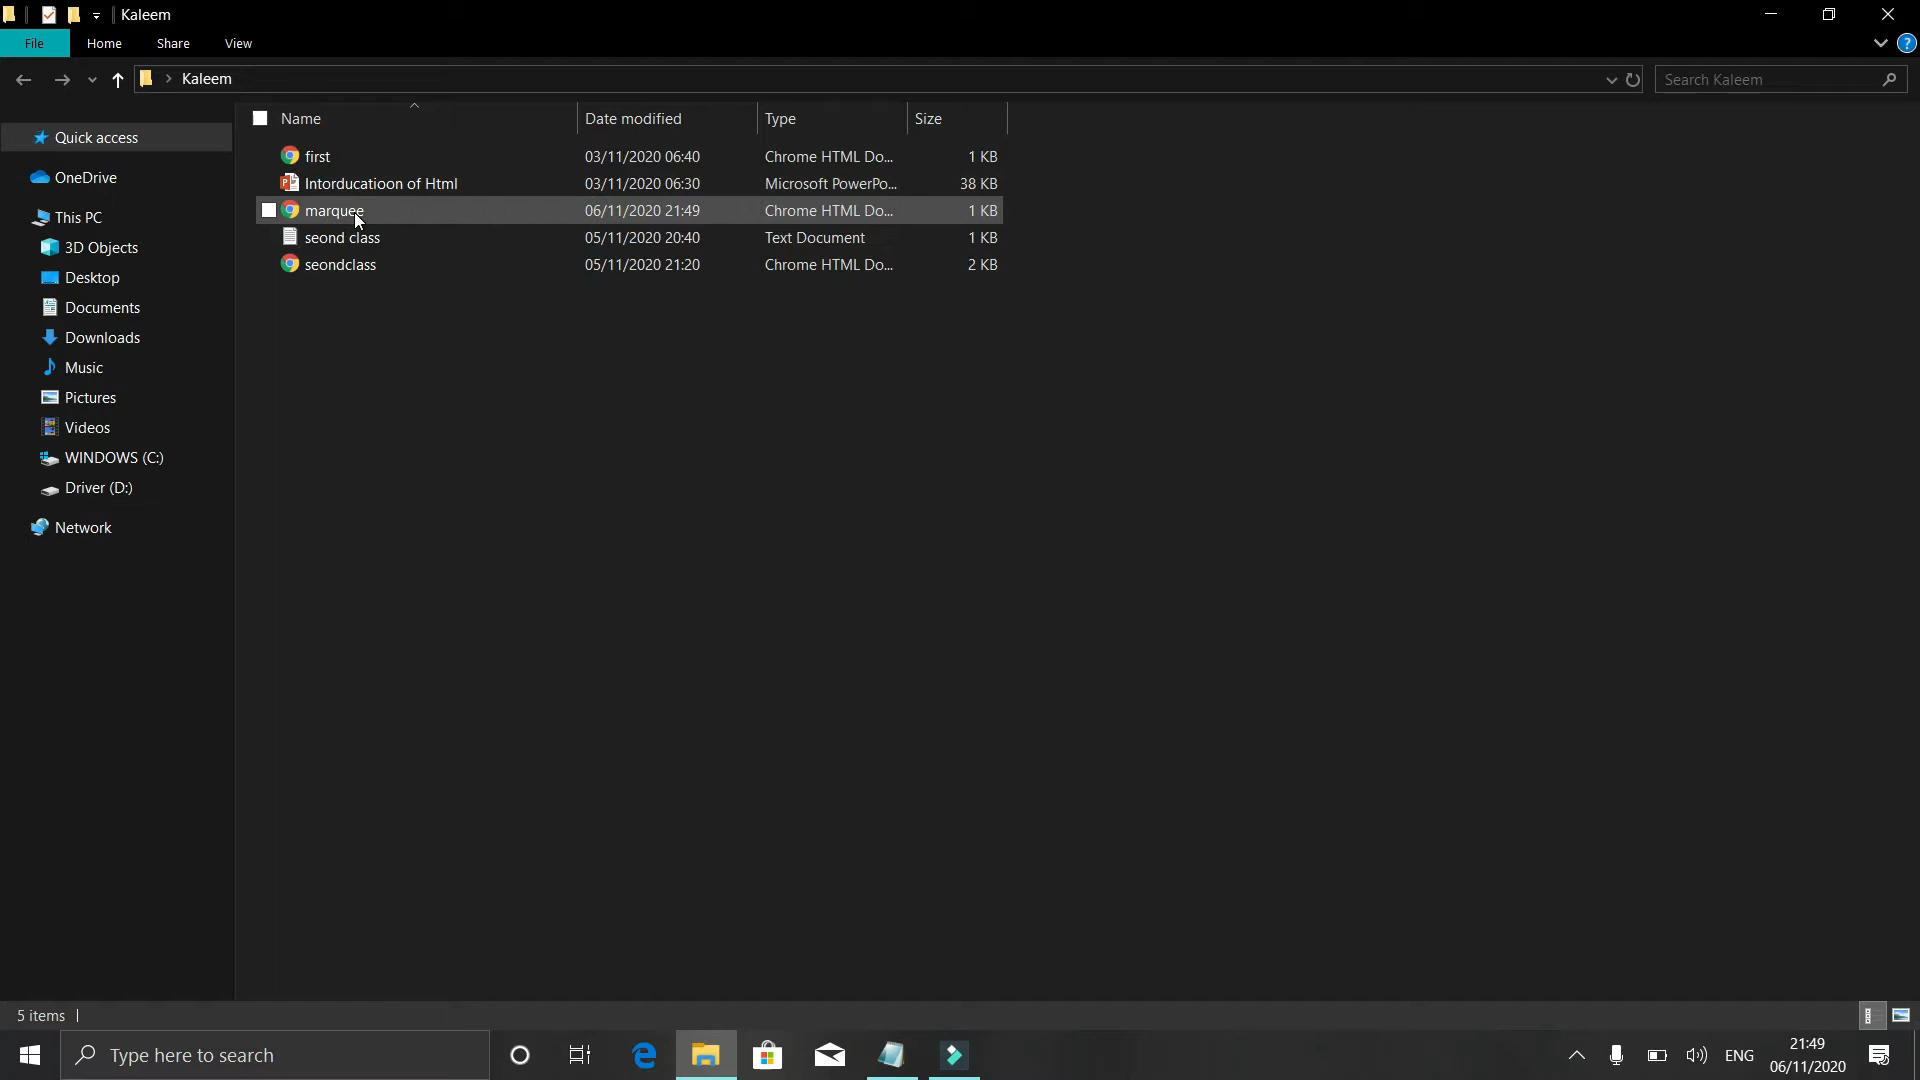 Kaleem
File Home Share View
Kaleem
Search Kaleem
Name Date modified Type Size
first 03/11/2020 06:40 Chrome HTML Do... 1 KB
Intorducatioon of Html 03/11/2020 06:30 Microsoft PowerPo... 38 KB
marquee 06/11/2020 21:49 Chrome HTML Do... 1 KB
seond class 05/11/2020 20:40 Text Document 1 KB
seondclass 05/11/2020 21:20 Chrome HTML Do... 2 KB
Quick access
OneDrive
This PC
3D Objects
Desktop
Documents
Downloads
Music
Pictures
Videos
WINDOWS (C:)
Driver (D:)
Network
5 items
Type here to search
ENG
21:49
06/11/2020